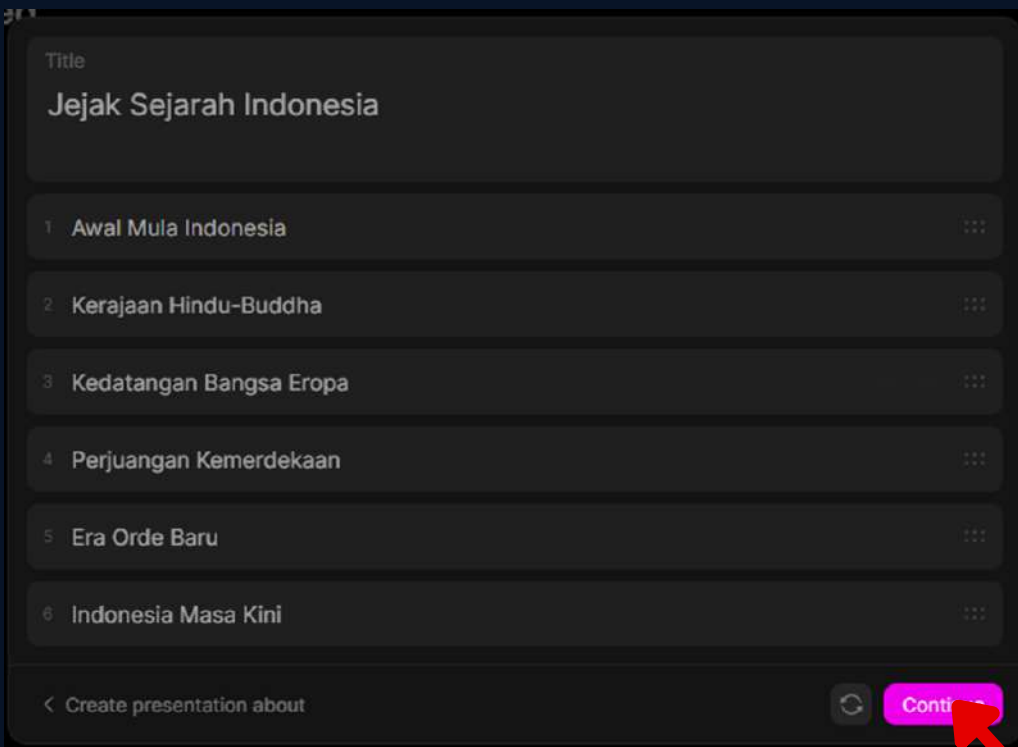 Title
Jejak Sejarah Indonesia
1 Awal Mula Indonesia
2 Kerajaan Hindu-Buddha
3 Kedatangan Bangsa Eropa
4 Perjuangan Kemerdekaan
5 Era Orde Baru
6 Indonesia Masa Kini
< Create presentation about
Continue